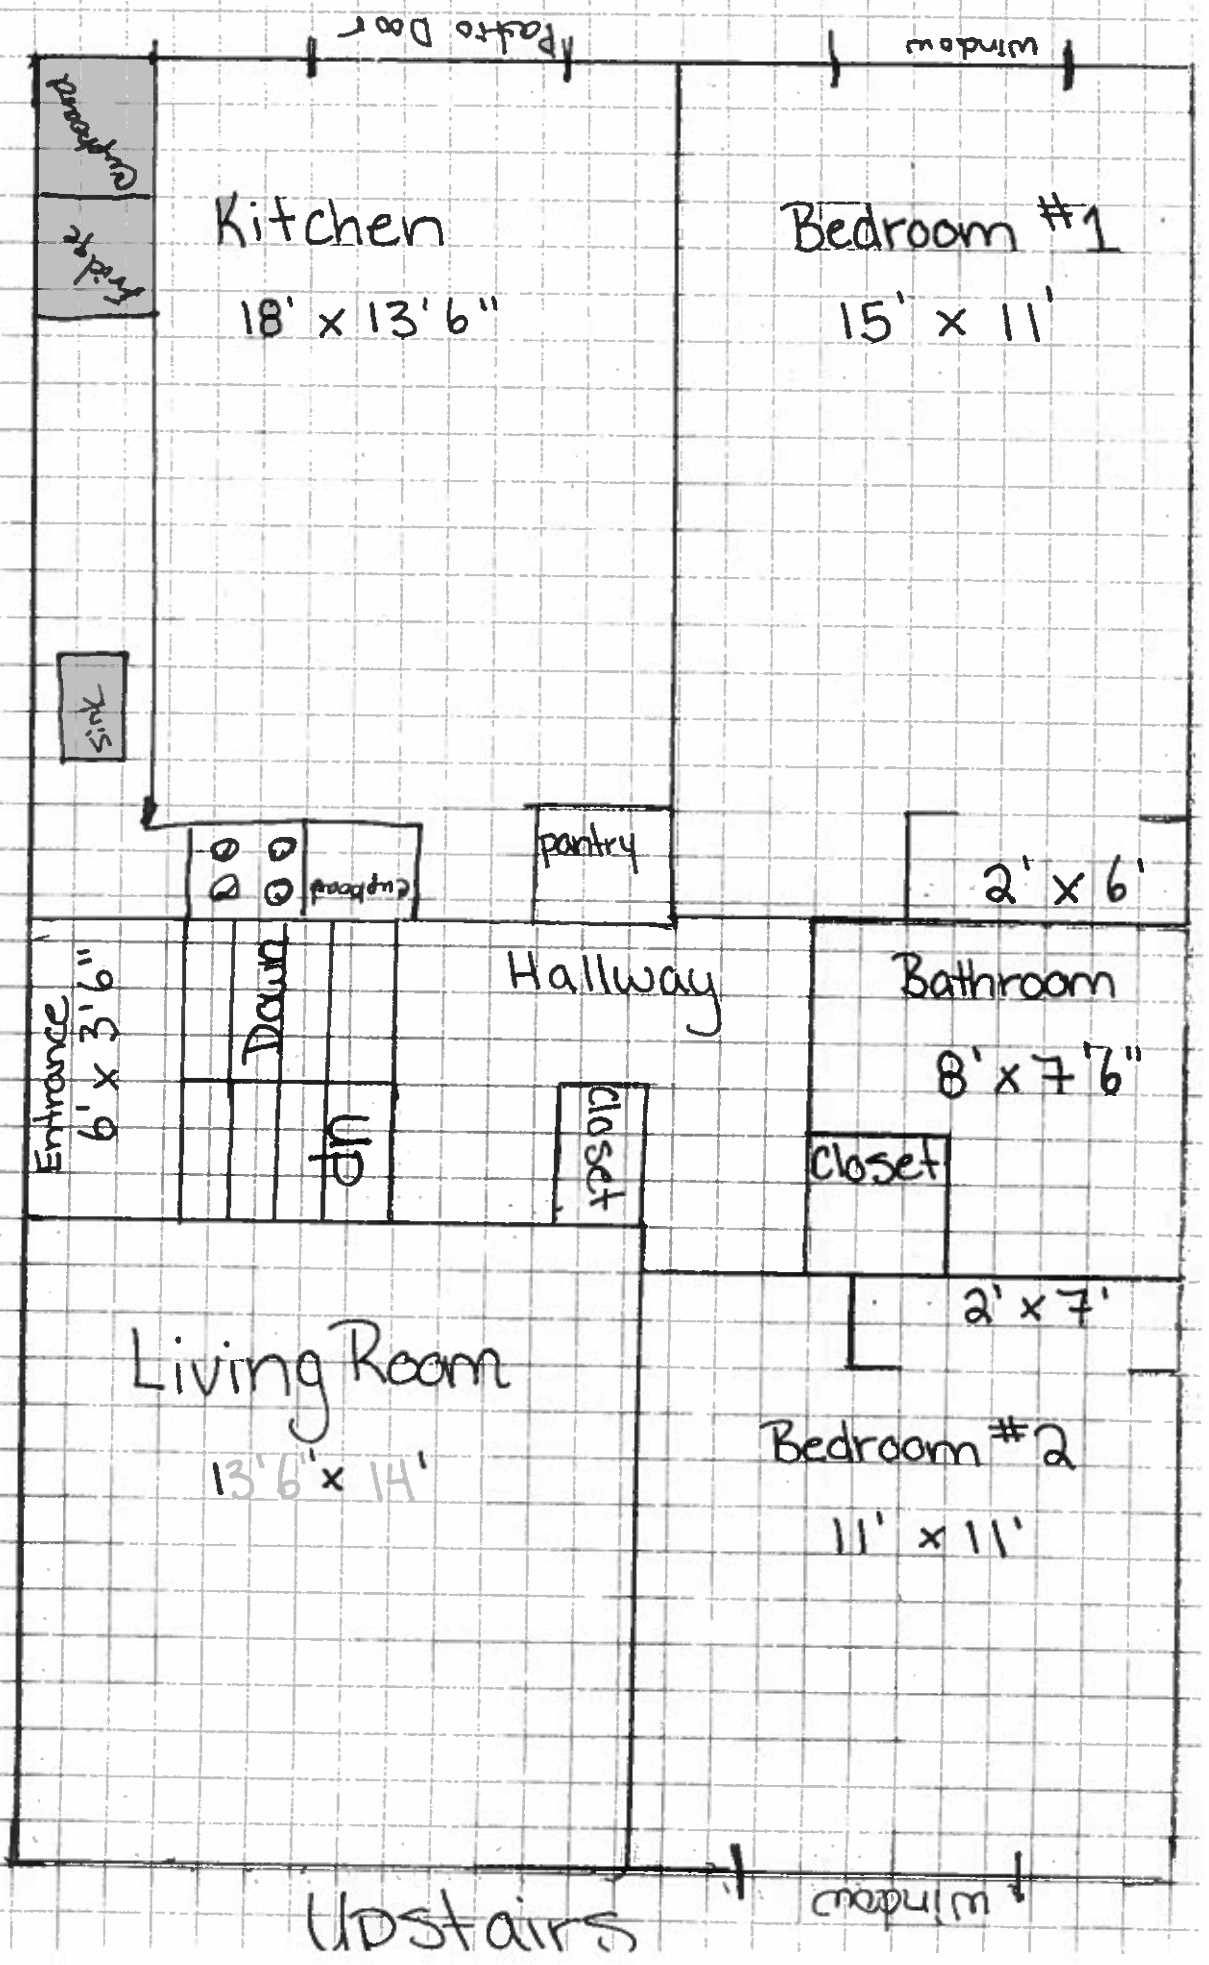 Patio Door
window
Cupboard
Fridge
Kitchen
18' x 13'6"
Bedroom #1
15' x 11'
Sink
cupboard
pantry
2' x 6'
Entrance
6' x 3'6"
Down
up
Hallway
Closet
Bathroom
8' x 7'6"
Closet
2' x 7'
Living Room
13'6" x 14'
Bedroom #2
11' x 11'
window
Upstairs